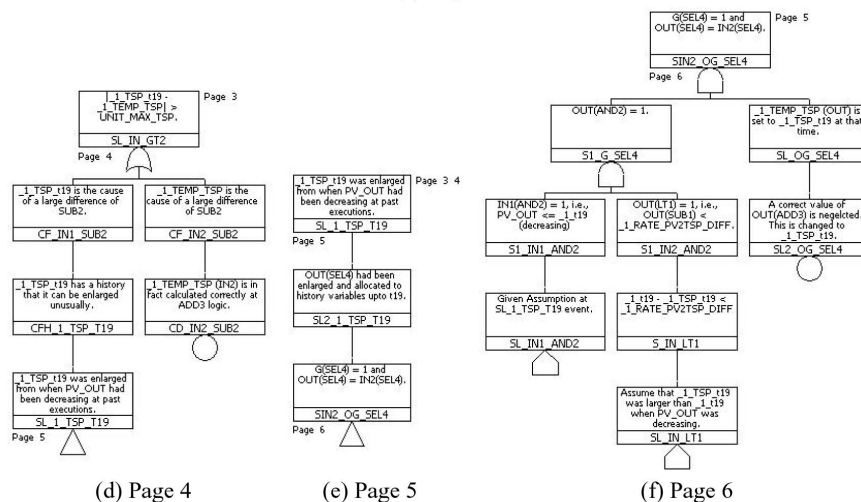 |_1_TSP_t19 -
_1_TEMP_TSP| >
UNIT_MAX_TSP.
SL_IN_GT2
Page 3
Page 4
_1_TSP_t19 is the cause
of a large difference of
SUB2.
CF_IN1_SUB2
_1_TEMP_TSP is the
cause of a large difference
of SUB2
CF_IN2_SUB2
_1_TSP_t19 has a history
that it can be enlarged
unusually.
CFH_1_TSP_T19
_1_TEMP_TSP (IN2) is in
fact calculated correctly at
ADD3 logic.
CD_IN2_SUB2
_1_TSP_t19 was enlarged
from when PV_OUT had
been decreasing at past
executions.
SL_1_TSP_T19
Page 5
(d) Page 4
_1_TSP_t19 was enlarged
from when PV_OUT had
been decreasing at past
executions.
SL_1_TSP_T19
Page 3 4
Page 5
OUT(SEL4) had been
enlarged and allocated to
history variables upto t19.
SL2_1_TSP_T19
G(SEL4) = 1 and
OUT(SEL4) = IN2(SEL4).
SIN2_OG_SEL4
Page 6
(e) Page 5
G(SEL4) = 1 and
OUT(SEL4) = IN2(SEL4).
SIN2_OG_SEL4
Page 5
Page 6
OUT(AND2) = 1.
S1_G_SEL4
_1_TEMP_TSP (OUT) is
set to _1_TSP_t19 at that
time.
SL_OG_SEL4
IN1(AND2) = 1, i.e.,
PV_OUT <= _1_t19
(decreasing)
S1_IN1_AND2
OUT(LT1) = 1, i.e.,
OUT(SUB1) <
_1_RATE_PV2TSP_DIFF.
S1_IN2_AND2
A correct value of
OUT(ADD3) is negelcted.
This is changed to
_1_TSP_t19.
SL2_OG_SEL4
Given Assumption at
SL_1_TSP_T19 event.
SL_IN1_AND2
_1_t19 - _1_TSP_t19 <
_1_RATE_PV2TSP_DIFF
S_IN_LT1
Assume that _1_TSP_t19
was larger than _1_t19
when PV_OUT was
decreasing.
SL_IN_LT1
(f) Page 6